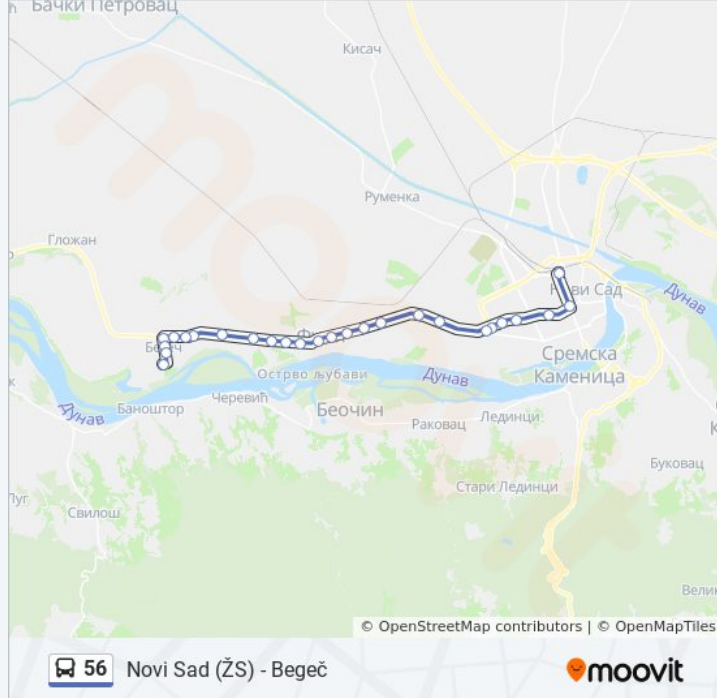 Бачки Петровац
Кисач
Руменка
Гложан
Нови Сад
Дунав
Сремска
Каменица
Острво љубави
Дунав
Баноштор
Черевић
Беочин
Раковац
Лединци
Дунав
Буковац
Стари Лединци
Свилош
© OpenStreetMap contributors | © OpenMapTiles
56 Novi Sad (ŽS) - Begeč
moovit